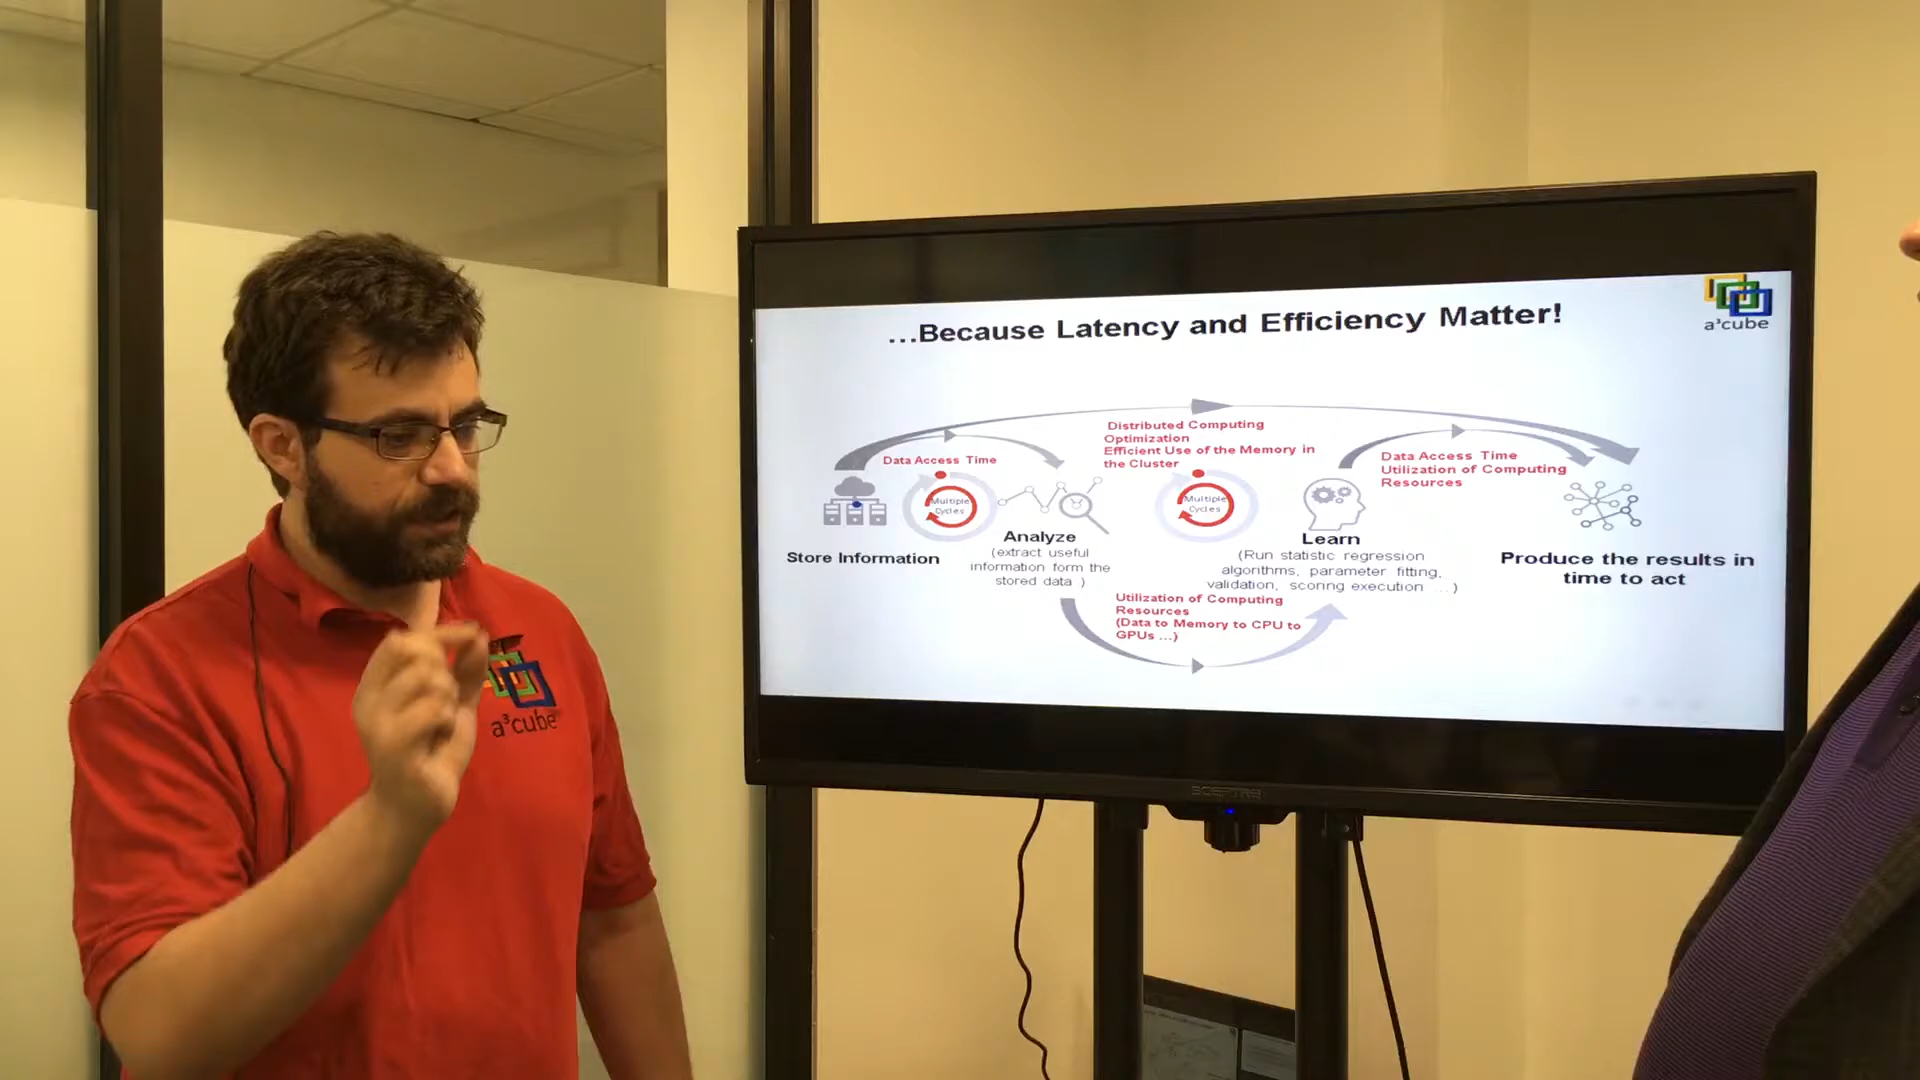 ...Because Latency and Efficiency Matter!
a³cube
Distributed Computing
Optimization
Efficient Use of the Memory in
the Cluster
Data Access Time
Data Access Time
Utilization of Computing
Resources
Multiple
Cycles
Multiple
Cycles
Store Information
Analyze
(extract useful
information form the
stored data )
Learn
(Run statistic regression
algorithms, parameter fitting,
validation, scoring execution ...)
Produce the results in
time to act
Utilization of Computing
Resources
(Data to Memory to CPU to
GPUs ...)
a³cube
SCEPTRE